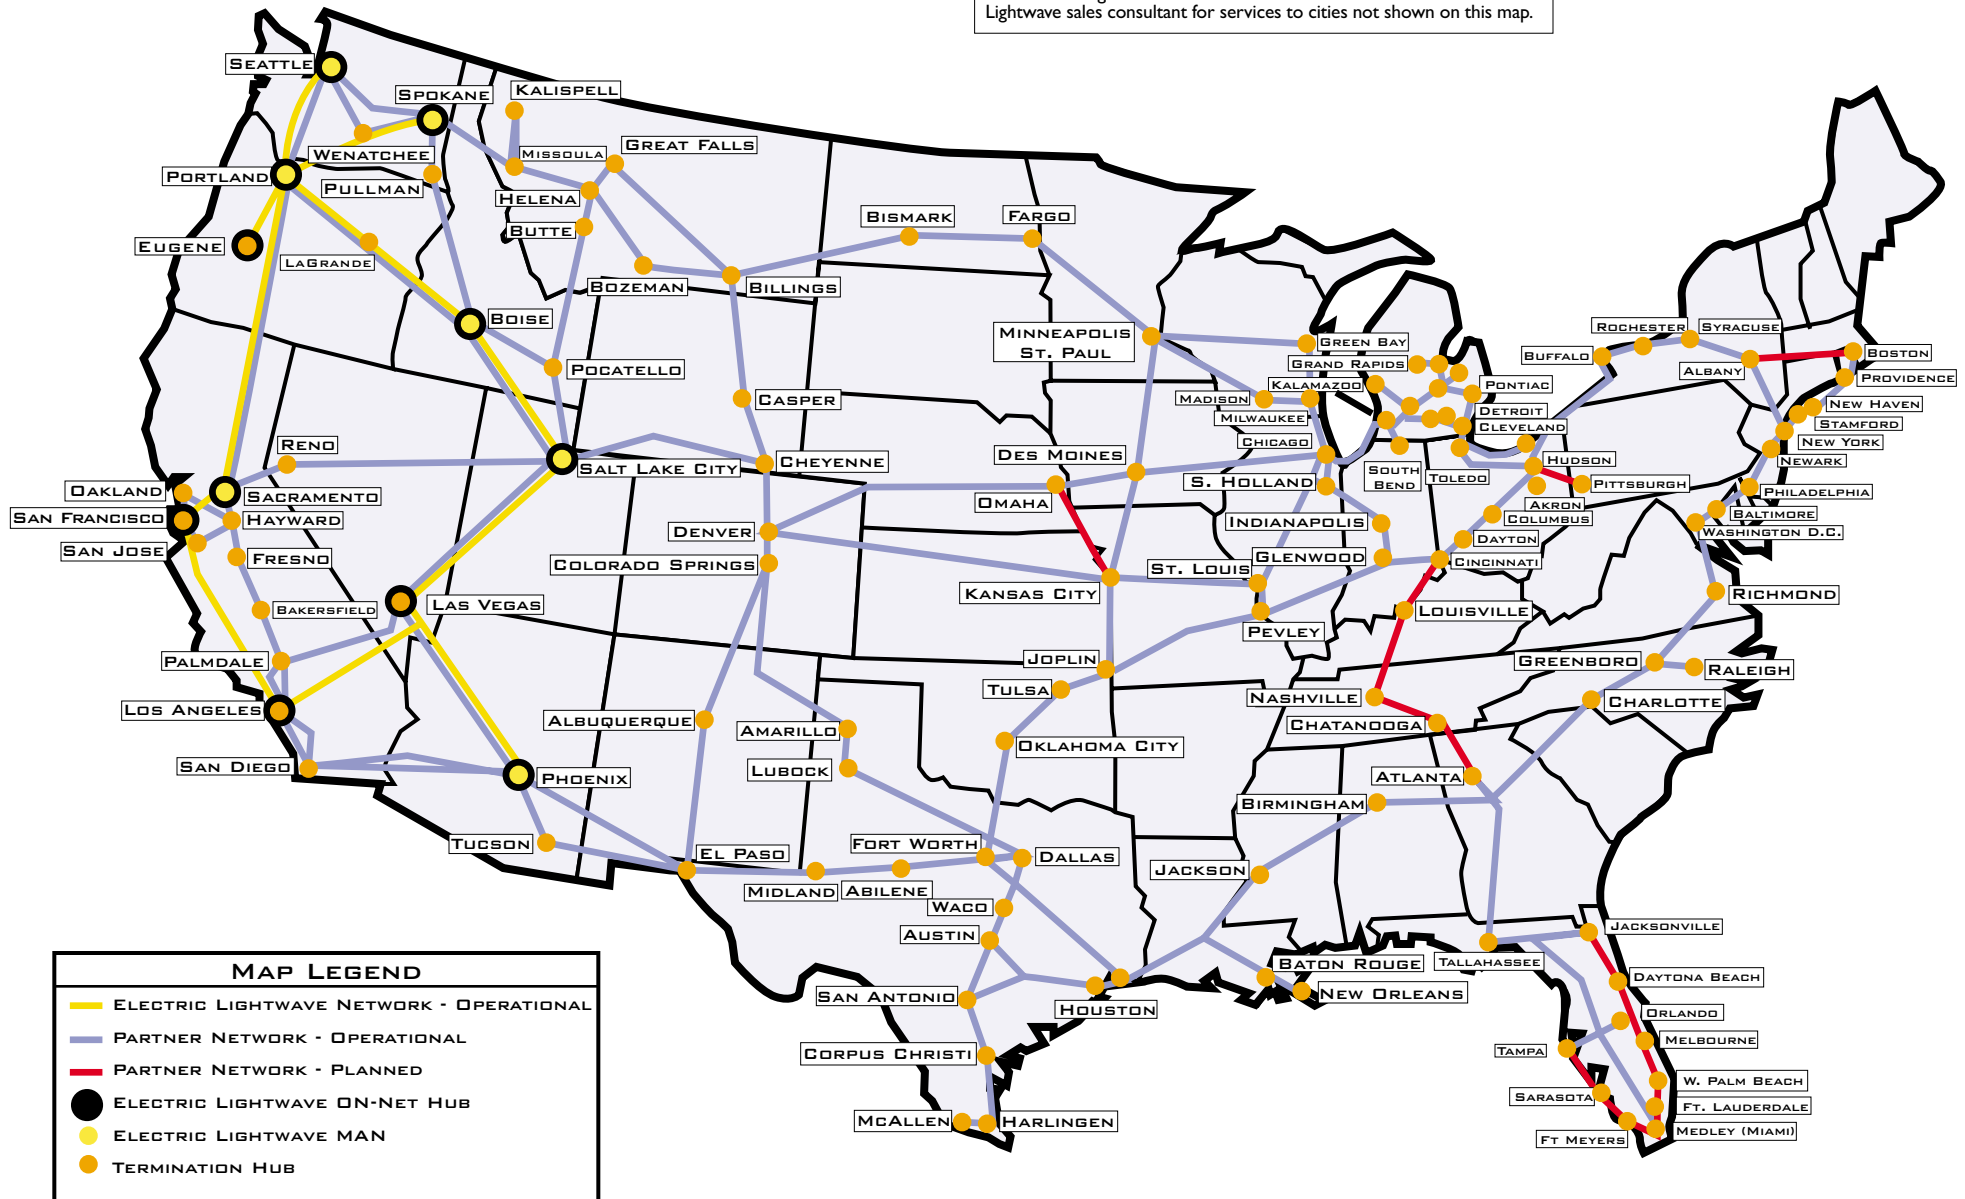 Lightwave sales consultant for services to cities not shown on this map.
SEATTLE
SPOKANE
KALISPELL
WENATCHEE
MISSOULA
GREAT FALLS
PORTLAND
PULLMAN
HELENA
BUTTE
BISMARK
FARGO
EUGENE
LAGRANDE
BOZEMAN
BILLINGS
BOISE
POCATELLO
CASPER
MINNEAPOLIS
ST. PAUL
GREEN BAY
GRAND RAPIDS
KALAMAZOO
PONTIAC
MADISON
MILWAUKEE
DETROIT
CLEVELAND
CHICAGO
BUFFALO
ROCHESTER
SYRACUSE
ALBANY
BOSTON
PROVIDENCE
NEW HAVEN
STAMFORD
NEW YORK
NEWARK
PHILADELPHIA
BALTIMORE
WASHINGTON D.C.
RENO
SALT LAKE CITY
CHEYENNE
DES MOINES
S. HOLLAND
SOUTH
BEND
TOLEDO
HUDSON
PITTSBURGH
AKRON
COLUMBUS
DAYTON
CINCINNATI
OAKLAND
SACRAMENTO
SAN FRANCISCO
HAYWARD
SAN JOSE
FRESNO
OMAHA
DENVER
COLORADO SPRINGS
INDIANAPOLIS
GLENWOOD
ST. LOUIS
KANSAS CITY
PEVLEY
LOUISVILLE
RICHMOND
BAKERSFIELD
LAS VEGAS
PALMDALE
LOS ANGELES
SAN DIEGO
PHOENIX
TUCSON
JOPLIN
TULSA
NASHVILLE
CHATANOOGA
GREENBORO
RALEIGH
CHARLOTTE
ALBUQUERQUE
AMARILLO
LUBOCK
OKLAHOMA CITY
ATLANTA
BIRMINGHAM
EL PASO
MIDLAND
ABILENE
FORT WORTH
DALLAS
WACO
AUSTIN
JACKSON
SAN ANTONIO
HOUSTON
BATON ROUGE
NEW ORLEANS
TALLAHASSEE
JACKSONVILLE
DAYTONA BEACH
ORLANDO
MELBOURNE
TAMPA
W. PALM BEACH
SARASOTA
FT. LAUDERDALE
FT MEYERS
MEDLEY (MIAMI)
CORPUS CHRISTI
MCALLEN
HARLINGEN
MAP LEGEND
ELECTRIC LIGHTWAVE NETWORK - OPERATIONAL
PARTNER NETWORK - OPERATIONAL
PARTNER NETWORK - PLANNED
ELECTRIC LIGHTWAVE ON-NET HUB
ELECTRIC LIGHTWAVE MAN
TERMINATION HUB